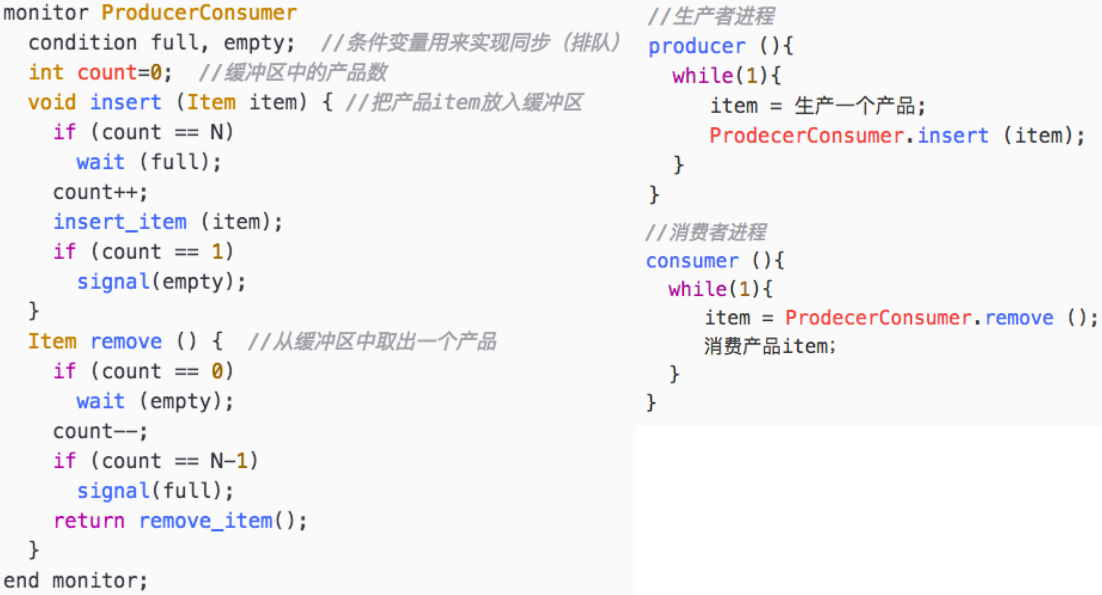 monitor ProducerConsumer
condition full, empty; //条件变量用来实现同步（排队）
int count=0; //缓冲区中的产品数
void insert (Item item) { //把产品item放入缓冲区
if (count == N)
wait (full);
count++;
insert_item (item);
if (count == 1)
signal(empty);
}
Item remove () { //从缓冲区中取出一个产品
if (count == 0)
wait (empty);
count--;
if (count == N-1)
signal(full);
return remove_item();
}
end monitor;
//生产者进程
producer (){
while(1){
item = 生产一个产品;
ProdecerConsumer.insert (item);
}
}
//消费者进程
consumer (){
while(1){
item = ProdecerConsumer.remove ();
消费产品item;
}
}